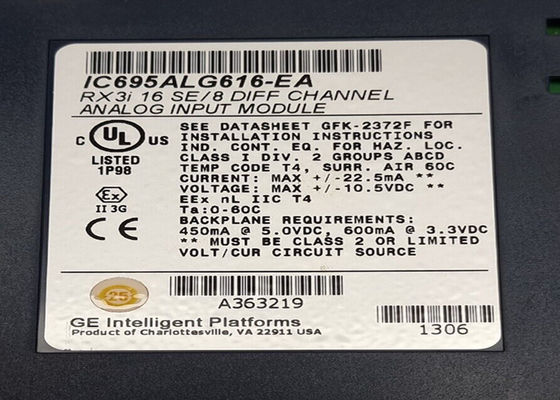 IC695ALG616-EA
RX3i 16 SE/8 DIFF CHANNEL
ANALOG INPUT MODULE
SEE DATASHEET GFK-2372F FOR
INSTALLATION INSTRUCTIONS
IND. CONT. EQ. FOR HAZ. LOC.
CLASS I DIV. 2 GROUPS ABCD
TEMP CODE T4, SURR. AIR 60C
CURRENT: MAX +/-22.5mA **
VOLTAGE: MAX +/-10.5VDC **
EEx nL IIC T4
Ta:0-60C
BACKPLANE REQUIREMENTS:
450mA @ 5.0VDC, 600mA @ 3.3VDC
** MUST BE CLASS 2 OR LIMITED
VOLT/CUR CIRCUIT SOURCE
C UL US
LISTED
1P98
Ex
II 3G
CE
25
A363219
GE Intelligent Platforms
Product of Charlottesville, VA 22911 USA
1306